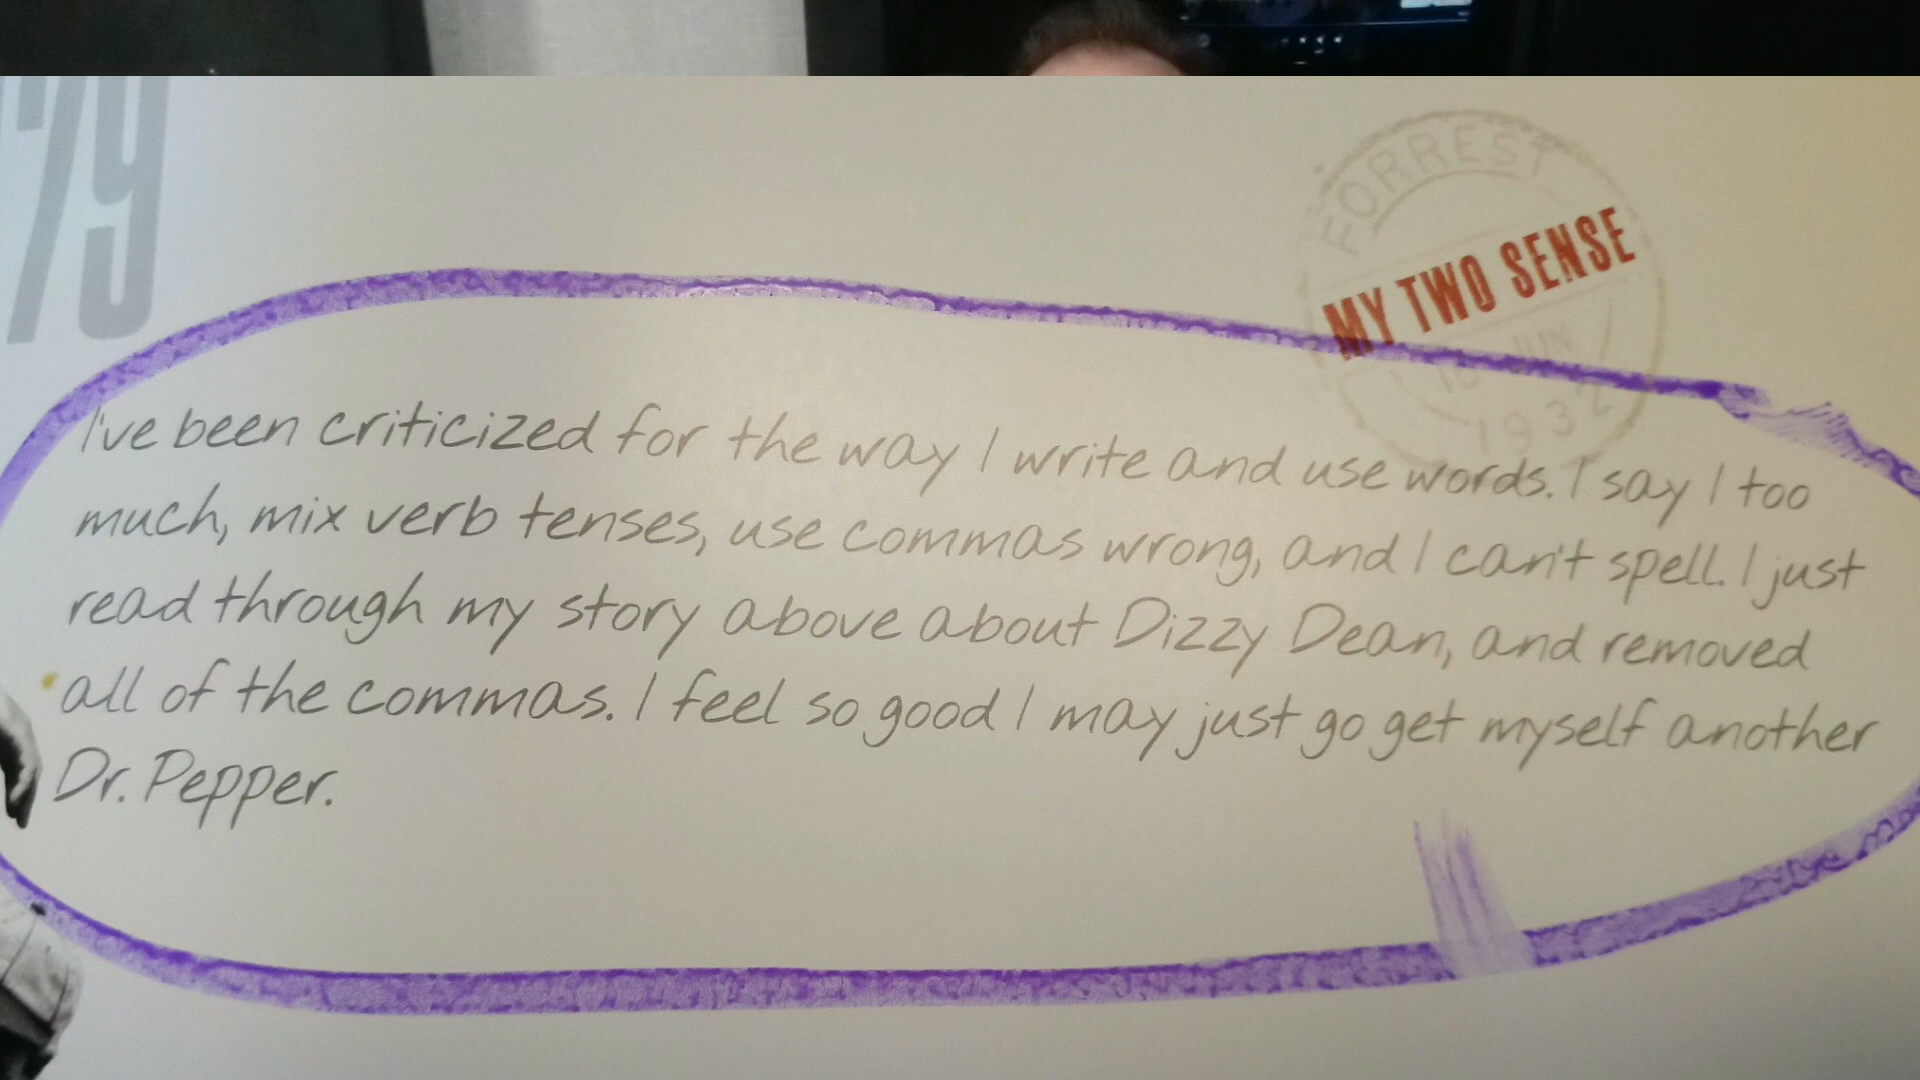 79
FORREST
MY TWO SENSE
JUN
1932
I've been criticized for the way I write and use words. I say I too
much, mix verb tenses, use commas wrong, and I can't spell. I just
read through my story above about Dizzy Dean, and removed
all of the commas. I feel so good I may just go get myself another
Dr. Pepper.